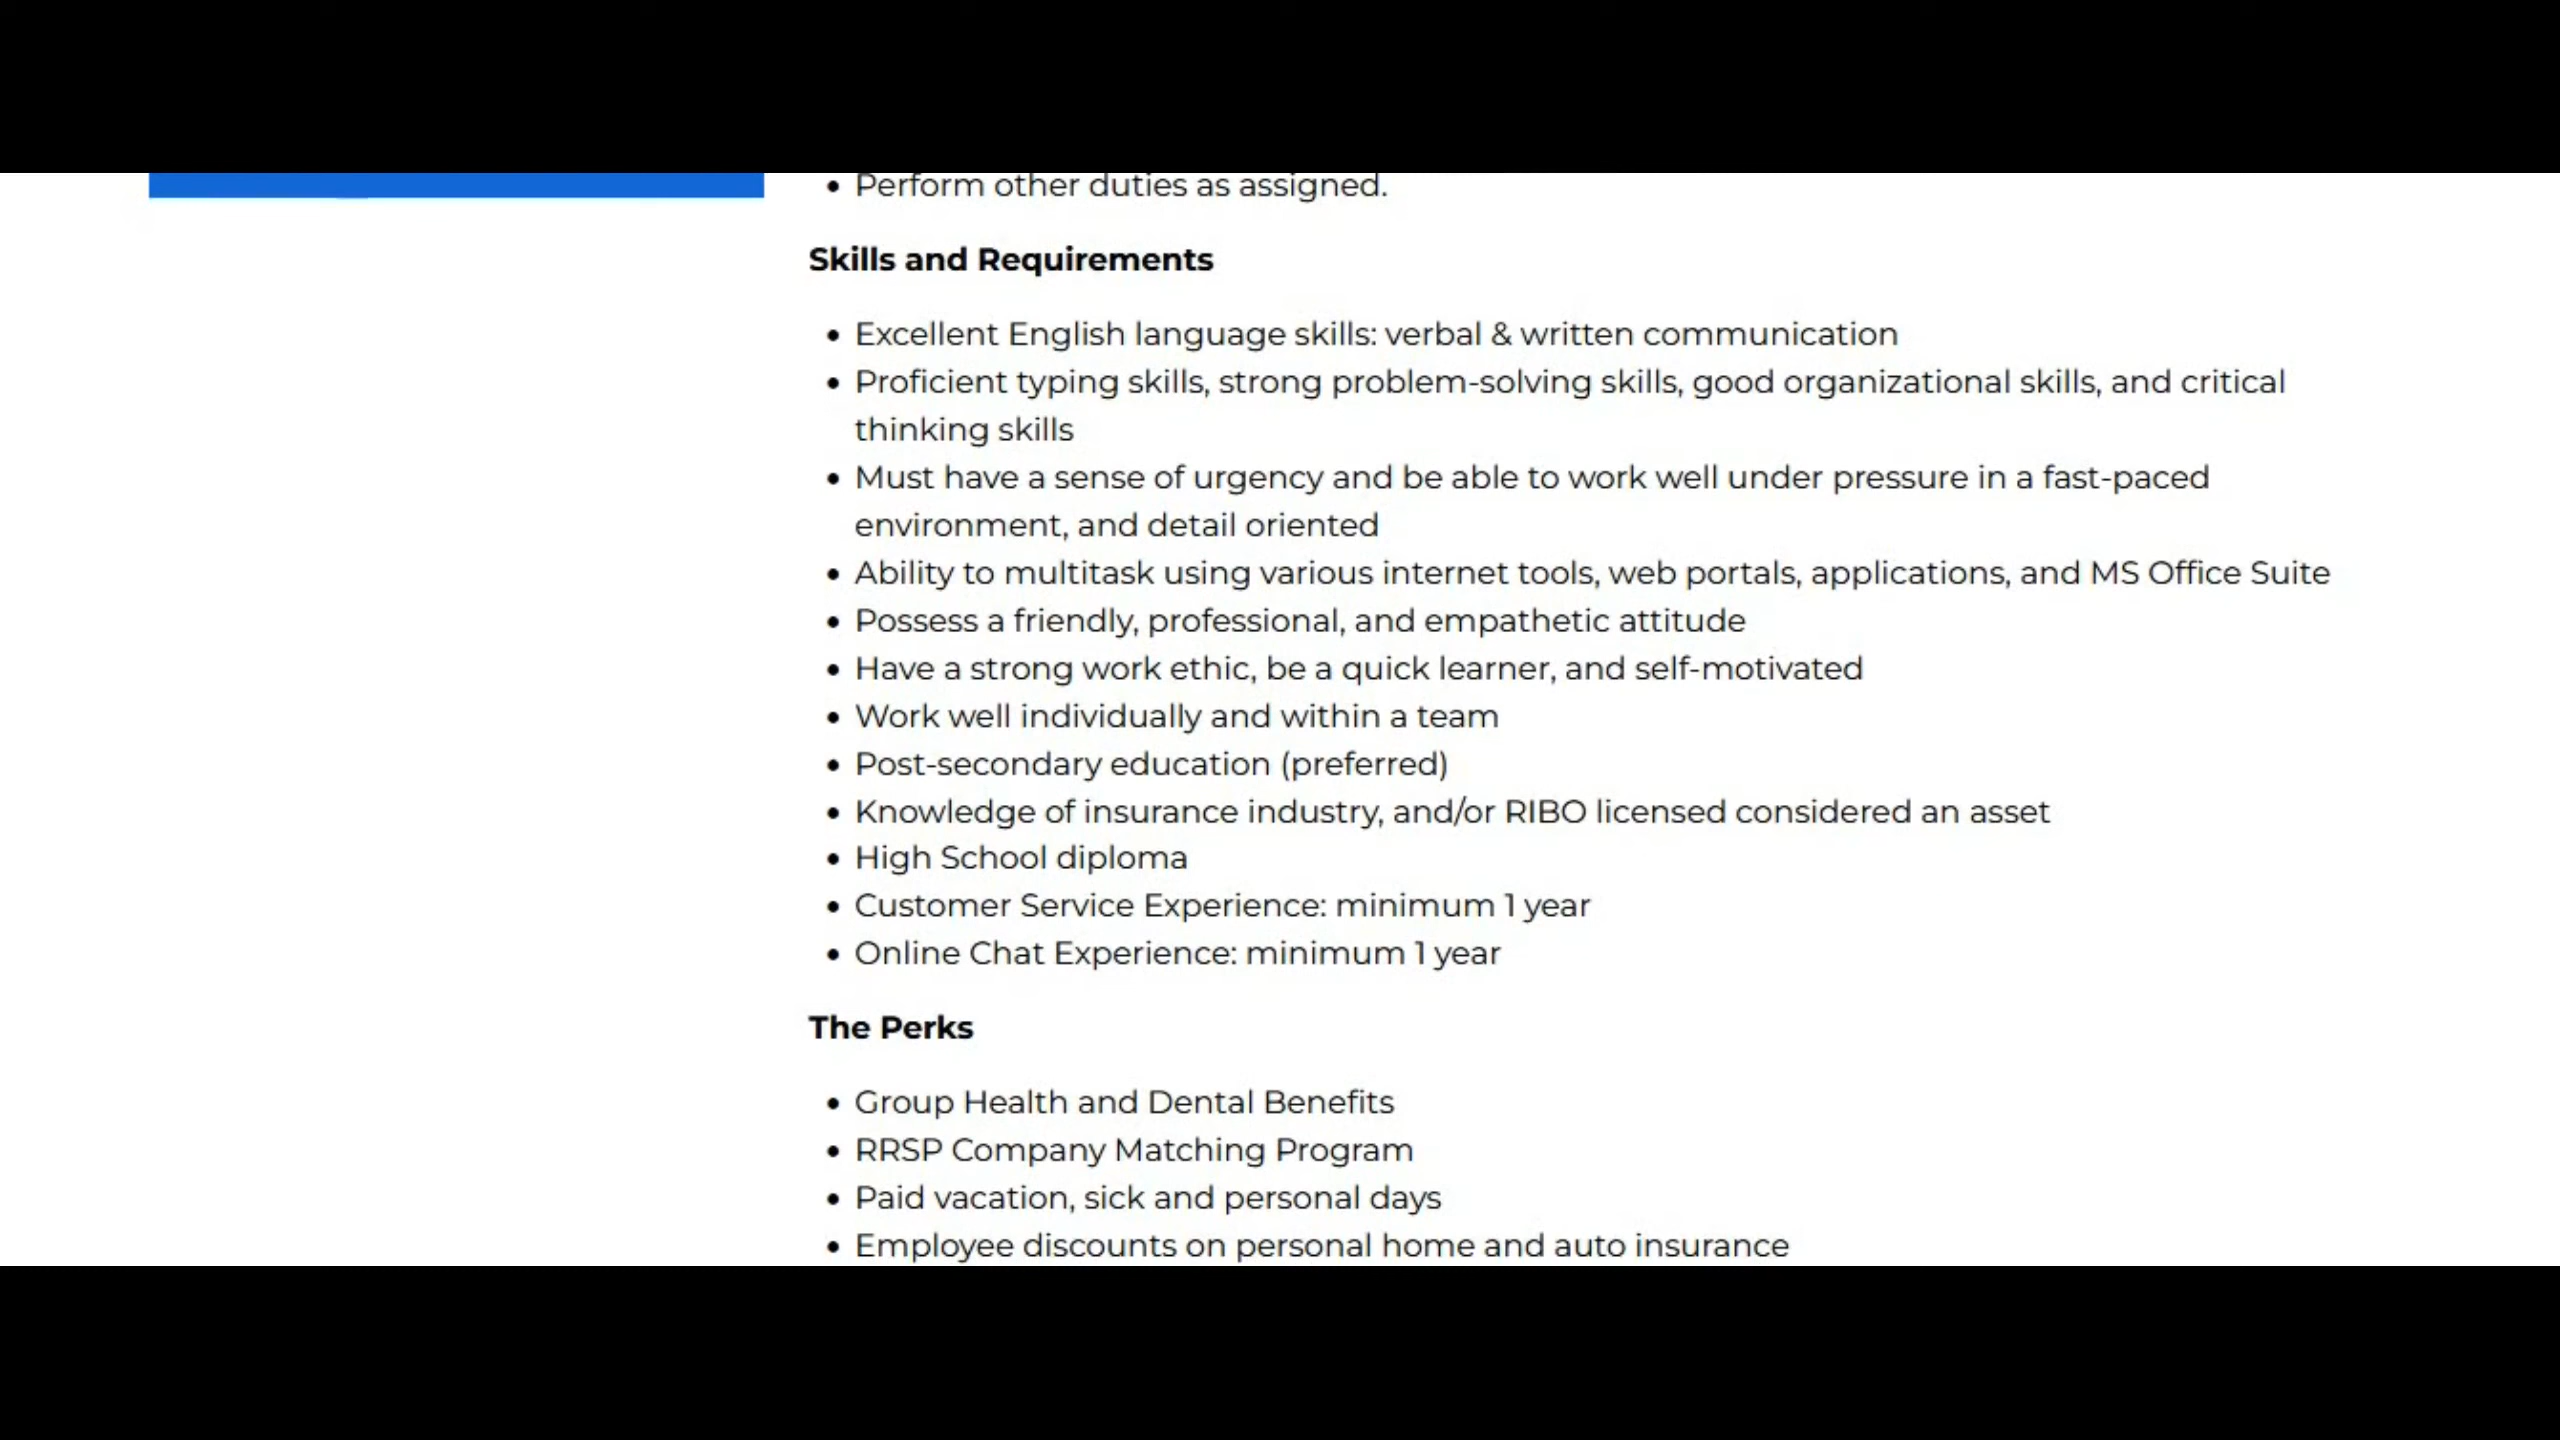 Perform other duties as assigned.
Skills and Requirements
Excellent English language skills: verbal & written communication
Proficient typing skills, strong problem-solving skills, good organizational skills, and critical
thinking skills
Must have a sense of urgency and be able to work well under pressure in a fast-paced
environment, and detail oriented
Ability to multitask using various internet tools, web portals, applications, and MS Office Suite
Possess a friendly, professional, and empathetic attitude
Have a strong work ethic, be a quick learner, and self-motivated
Work well individually and within a team
Post-secondary education (preferred)
Knowledge of insurance industry, and/or RIBO licensed considered an asset
High School diploma
Customer Service Experience: minimum 1 year
Online Chat Experience: minimum 1 year
The Perks
Group Health and Dental Benefits
RRSP Company Matching Program
Paid vacation, sick and personal days
Employee discounts on personal home and auto insurance